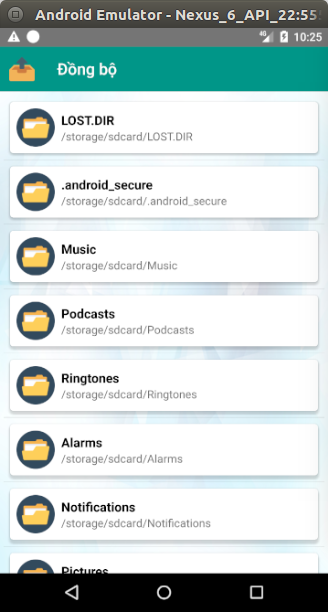 Android Emulator - Nexus_6_API_22:55
4G 10:25
Đồng bộ
LOST.DIR
/storage/sdcard/LOST.DIR
.android_secure
/storage/sdcard/.android_secure
Music
/storage/sdcard/Music
Podcasts
/storage/sdcard/Podcasts
Ringtones
/storage/sdcard/Ringtones
Alarms
/storage/sdcard/Alarms
Notifications
/storage/sdcard/Notifications
Pictures